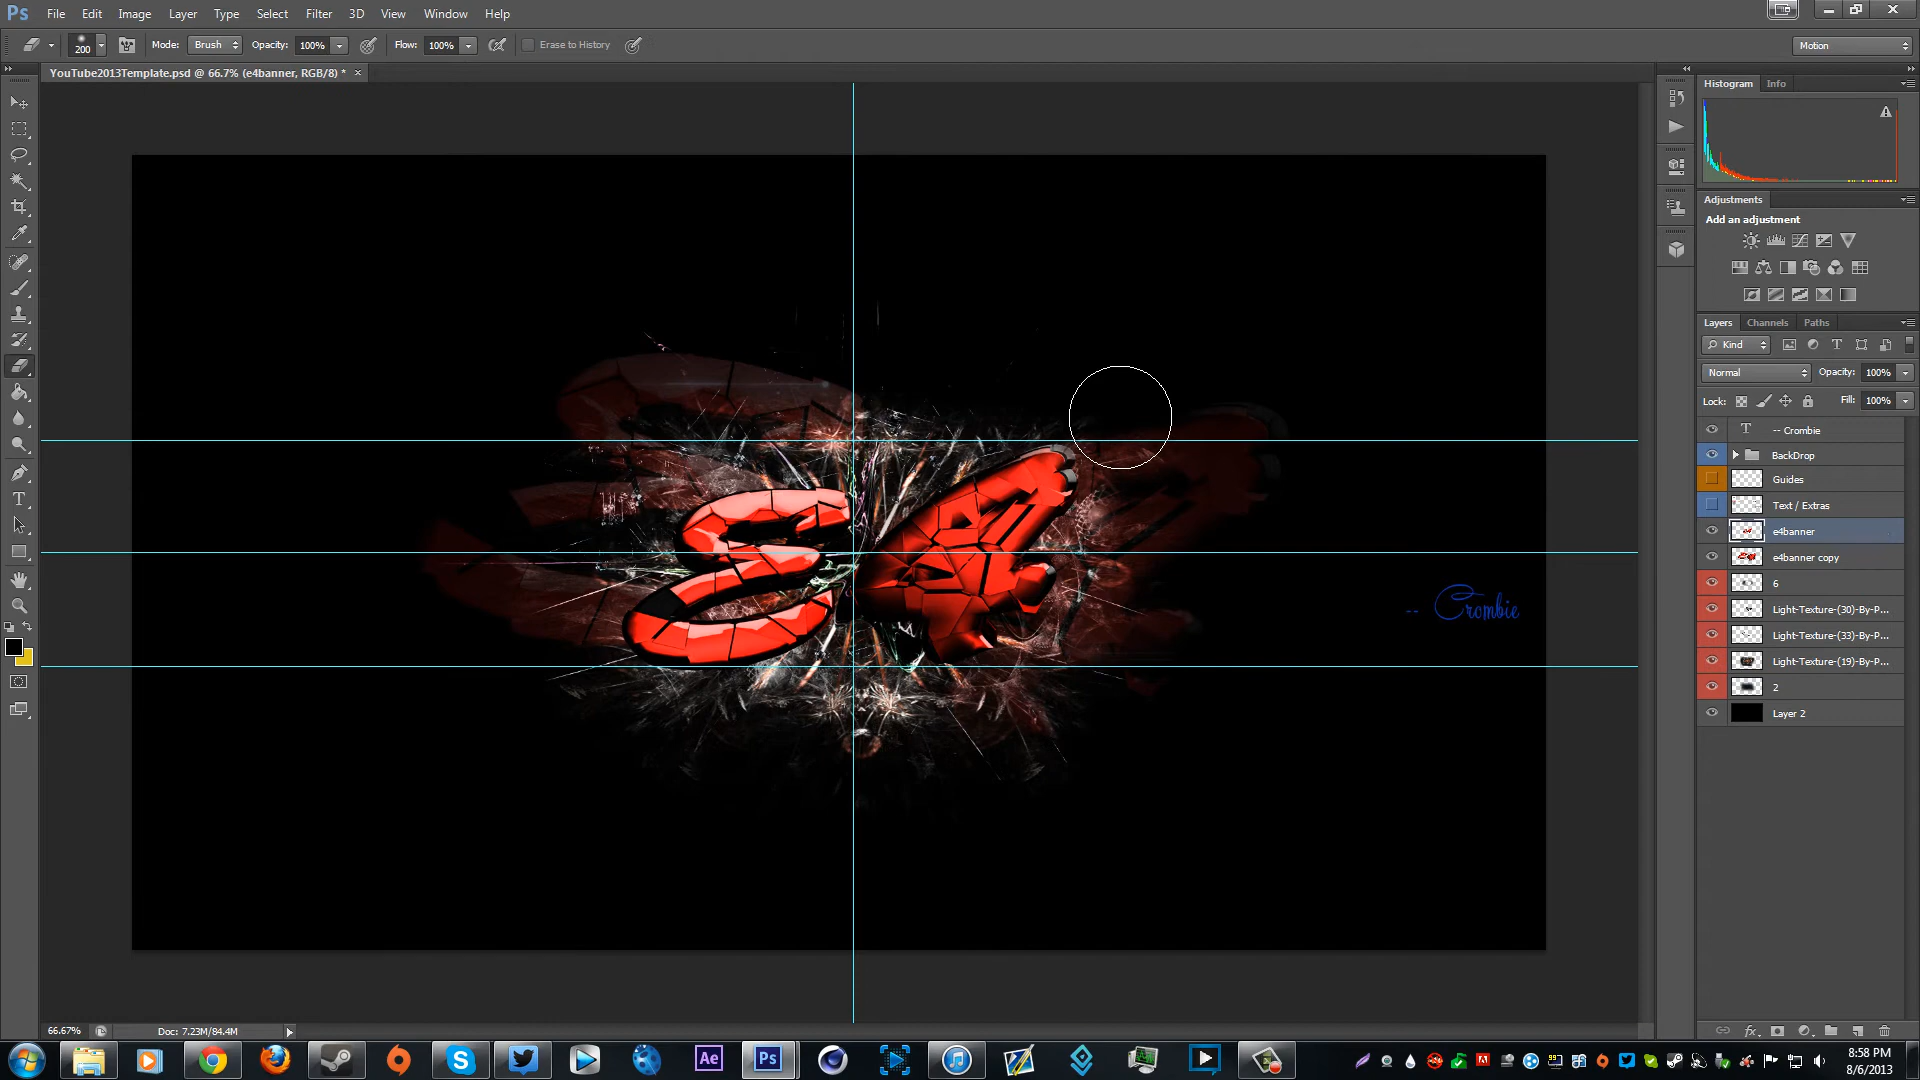 Ps File Edit Image Layer Type Select Filter 3D View Window Help
200 Mode: Brush Opacity: 100% Flow: 100% Erase to History Motion
YouTube2013Template.psd @ 66.7% (e4banner, RGB/8) *
Histogram Info
Adjustments
Add an adjustment
Layers Channels Paths
Kind
Normal Opacity: 100%
Lock: Fill: 100%
-- Crombie
BackDrop
Guides
Text / Extras
e4banner
e4banner copy
6
Light-Texture-(30)-By-P...
Light-Texture-(33)-By-P...
Light-Texture-(19)-By-P...
2
Layer 2
-- Crombie
66.67% Doc: 7.23M/84.4M
Ae Ps
8:58 PM
8/6/2013